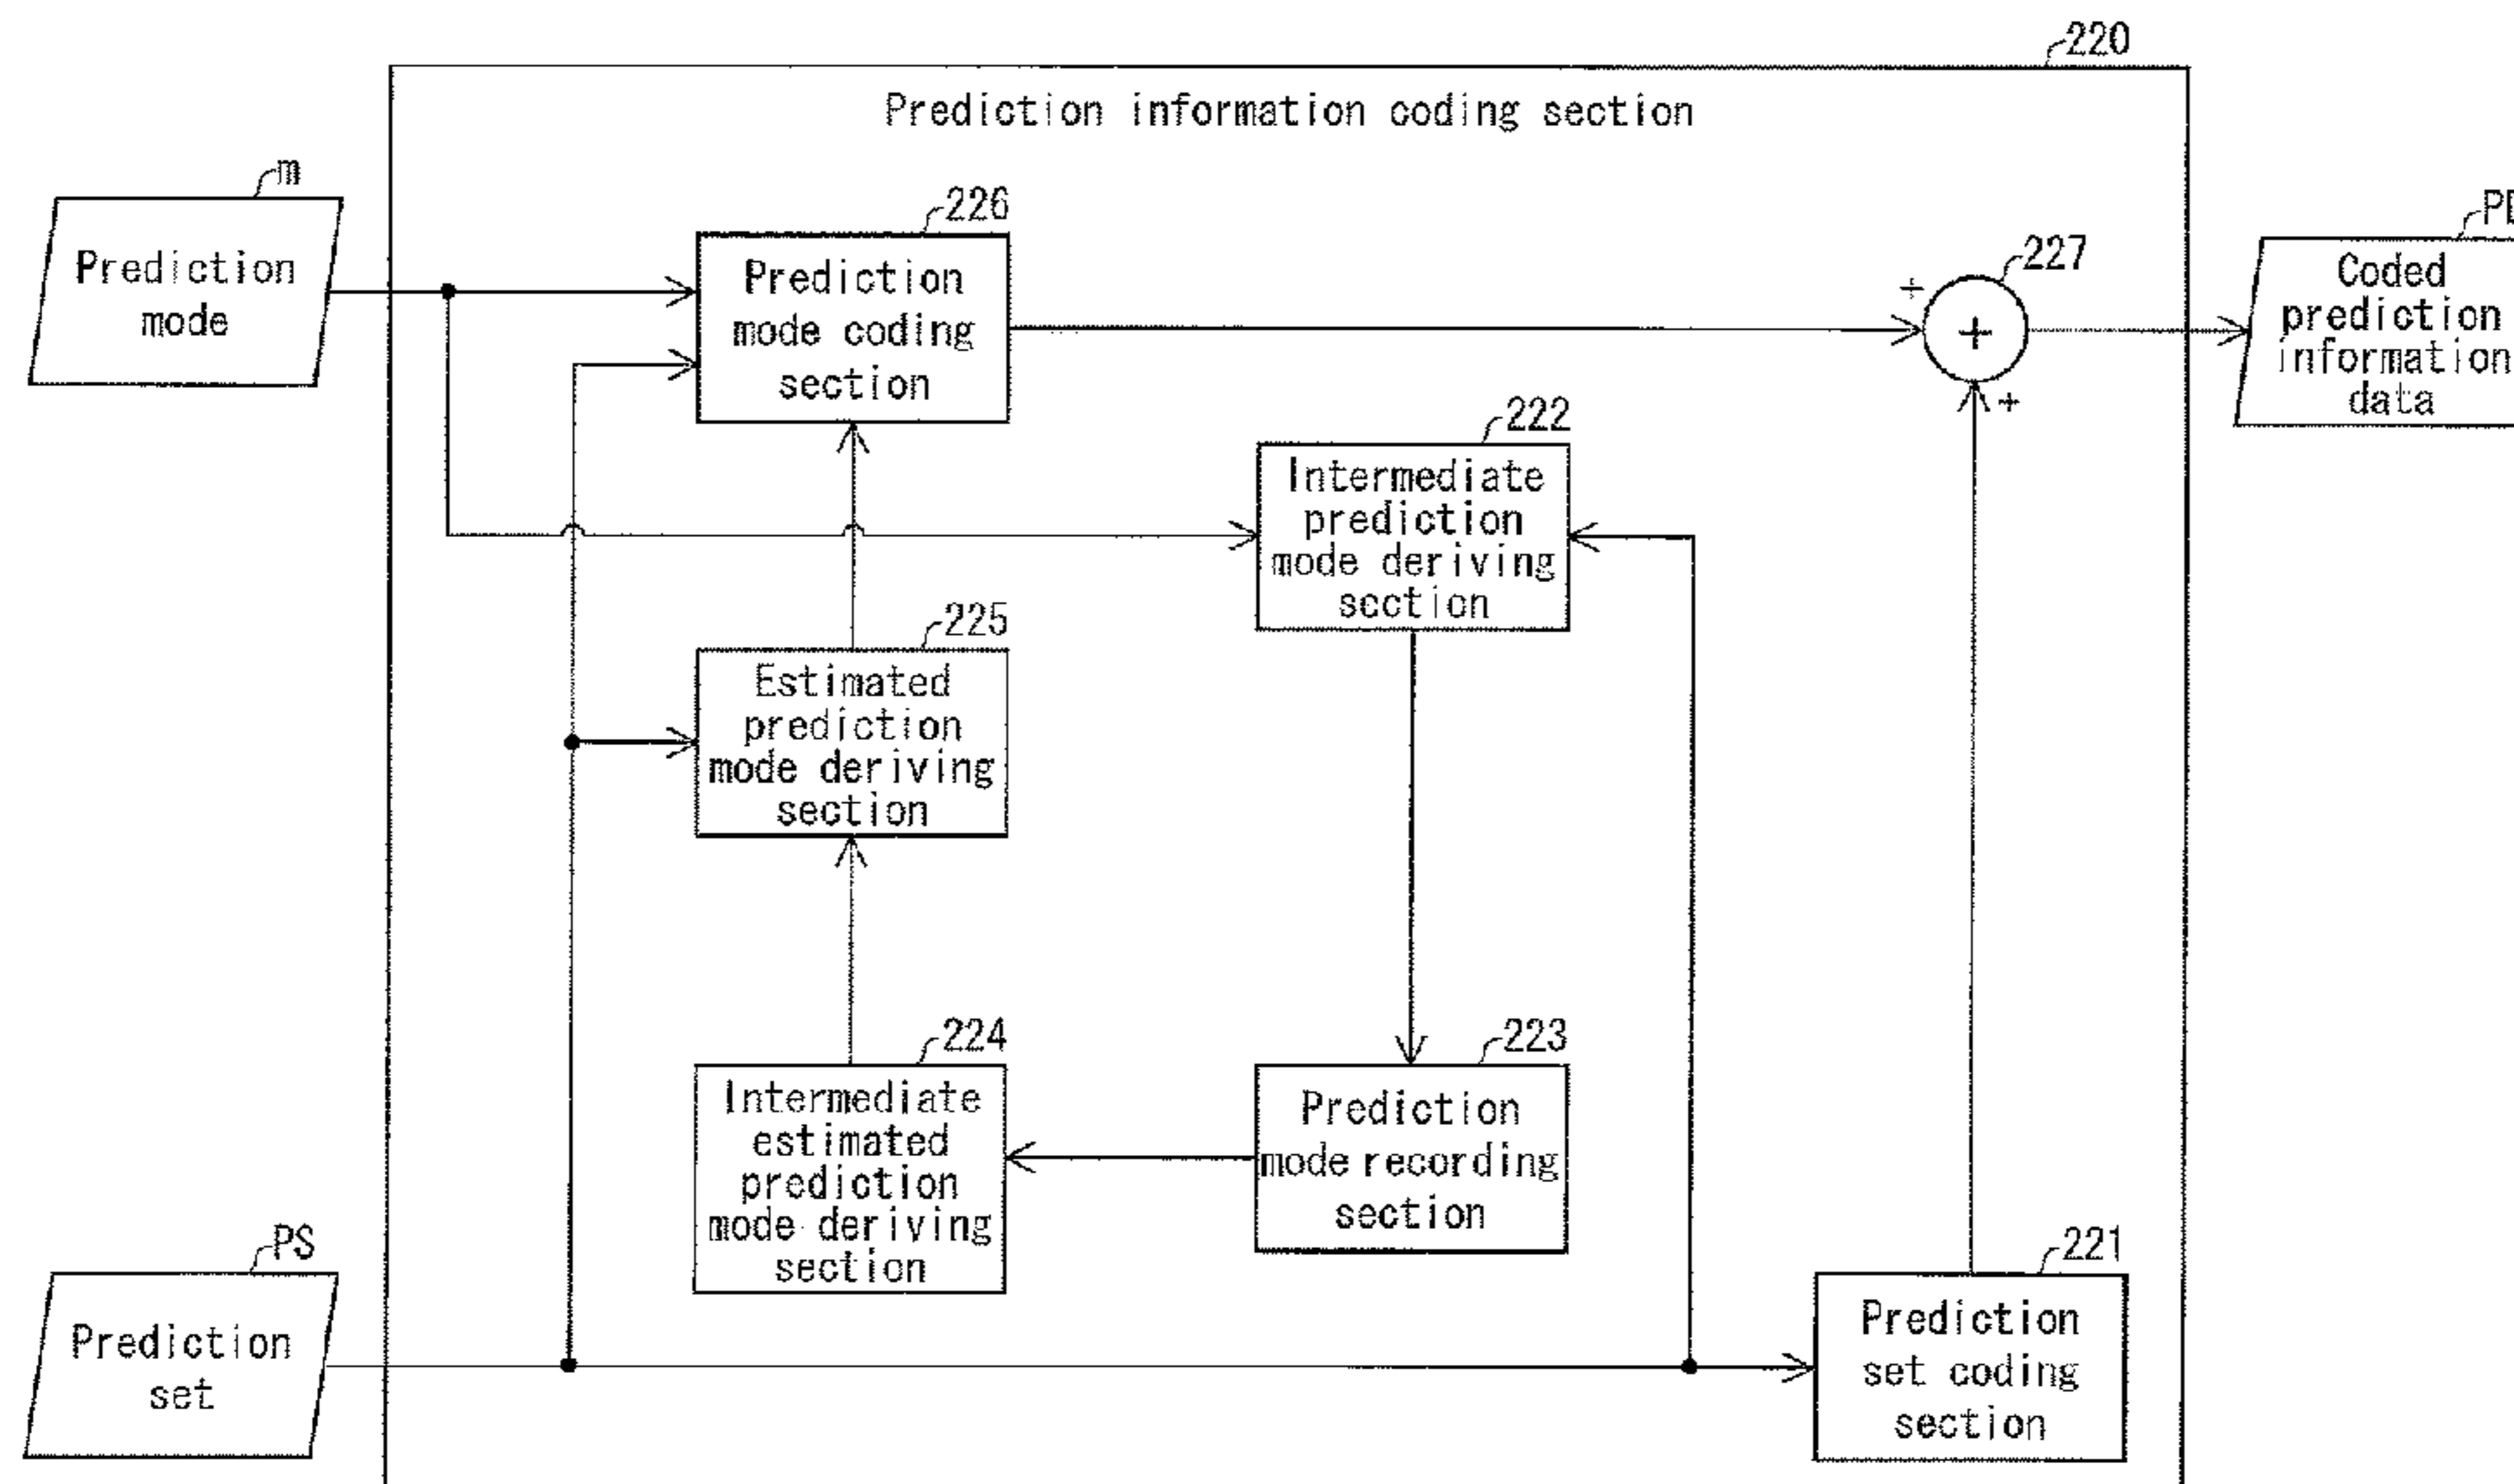 220
Prediction information coding section
m
Prediction
mode
226
Prediction
mode coding
section
+
227
+
+
Coded
prediction
information
data
222
Intermediate
prediction
mode deriving
section
225
Estimated
prediction
mode deriving
section
224
Intermediate
estimated
prediction
mode deriving
section
223
Prediction
mode recording
section
PS
Prediction
set
221
Prediction
set coding
section